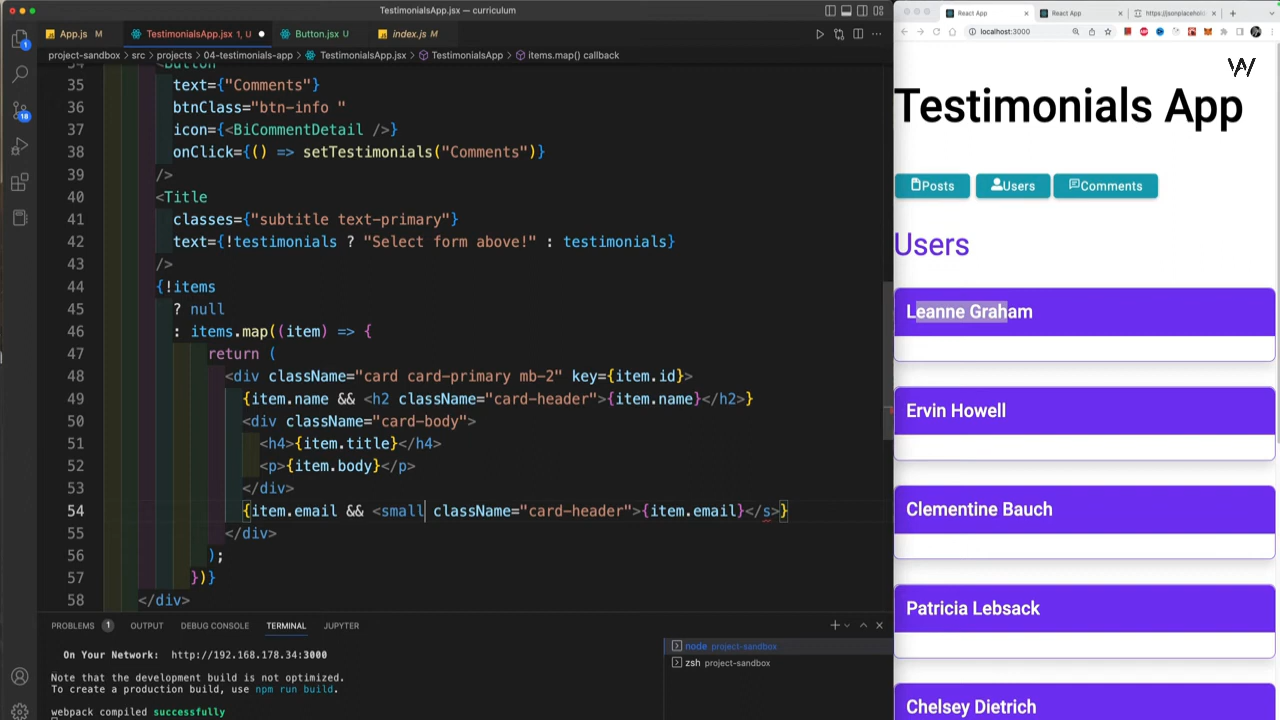 TestimonialsApp.jsx — curriculum
App.js M
TestimonialsApp.jsx 1, U
Button.jsx U
index.js M
project-sandbox > src > projects > 04-testimonials-app > TestimonialsApp.jsx > TestimonialsApp > items.map() callback
34 <Button
35 text={"Comments"}
36 btnClass="btn-info "
37 icon={<BiCommentDetail />}
38 onClick={() => setTestimonials("Comments")}
39 />
40 <Title
41 classes={"subtitle text-primary"}
42 text={!testimonials ? "Select form above!" : testimonials}
43 />
44 {!items
45 ? null
46 : items.map((item) => {
47 return (
48 <div className="card card-primary mb-2" key={item.id}>
49 {item.name && <h2 className="card-header">{item.name}</h2>}
50 <div className="card-body">
51 <h4>{item.title}</h4>
52 <p>{item.body}</p>
53 </div>
54 {item.email && <small className="card-header">{item.email}</s>}
55 </div>
56 );
57 })}
58 </div>
PROBLEMS 1 OUTPUT DEBUG CONSOLE TERMINAL JUPYTER
On Your Network: http://192.168.178.34:3000
Note that the development build is not optimized.
To create a production build, use npm run build.
webpack compiled successfully
node project-sandbox
zsh project-sandbox
1
18
React App
React App
https://jsonplacehold
localhost:3000
W
Testimonials App
Posts
Users
Comments
Users
Leanne Graham
Ervin Howell
Clementine Bauch
Patricia Lebsack
Chelsey Dietrich